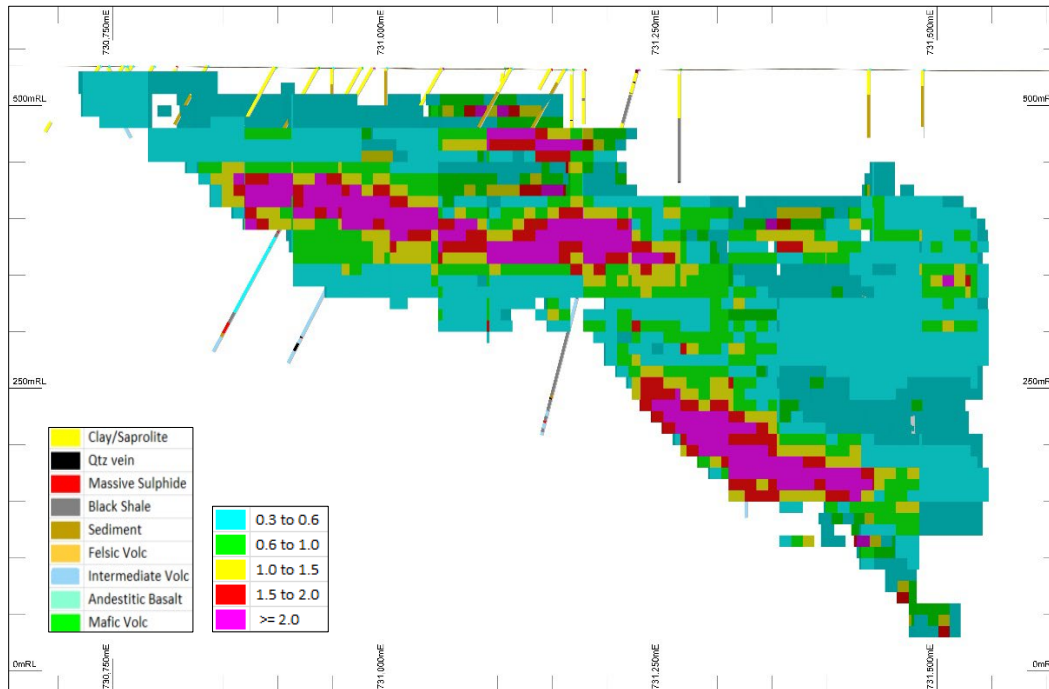 730.750mE
731.000mE
731.250mE
731.500mE
500mRL
500mRL
250mRL
250mRL
Clay/Saprolite
Qtz vein
Massive Sulphide
Black Shale
Sediment
Felsic Volc
Intermediate Volc
Andestitic Basalt
Mafic Volc
0.3 to 0.6
0.6 to 1.0
1.0 to 1.5
1.5 to 2.0
>= 2.0
0mRL
0mRL
730.750mE
731.000mE
731.250mE
731.500mE